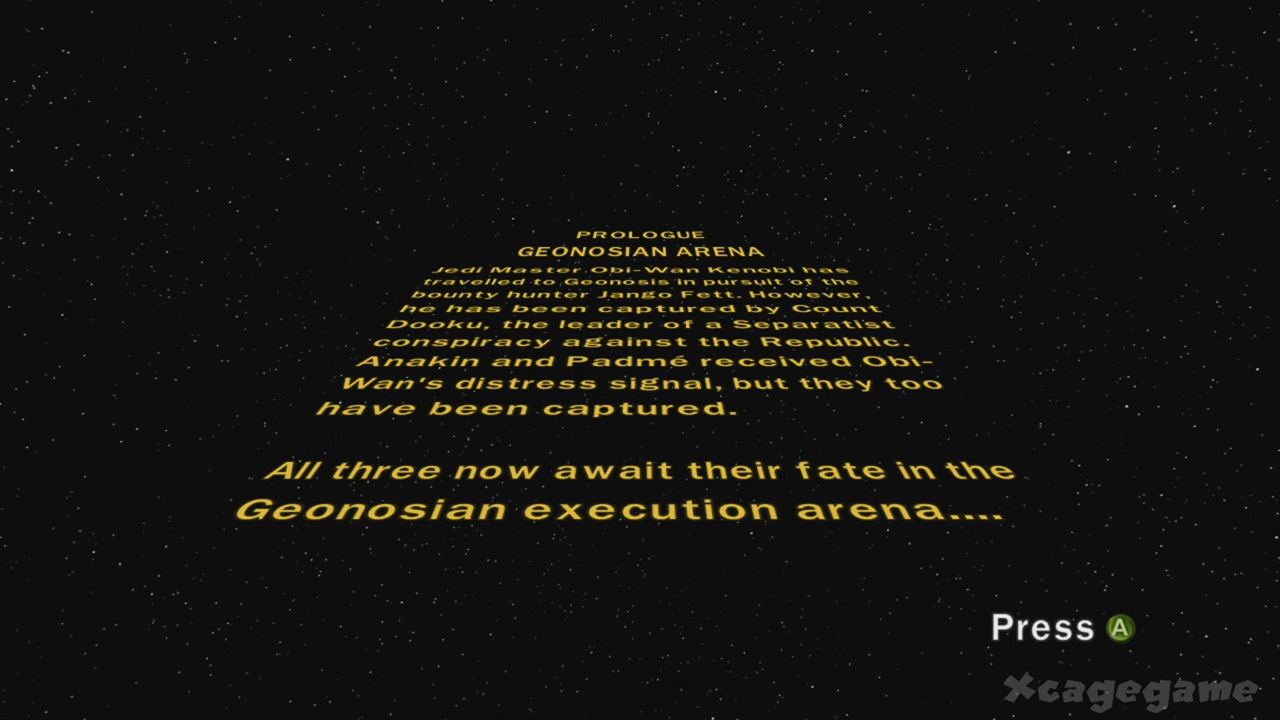 PROLOGUE
GEONOSIAN ARENA
Jedi Master Obi-Wan Kenobi has
travelled to Geonosis in pursuit of the
bounty hunter Jango Fett. However,
he has been captured by Count
Dooku, the leader of a Separatist
conspiracy against the Republic.
Anakin and Padmé received Obi-
Wan's distress signal, but they too
have been captured.
All three now await their fate in the
Geonosian execution arena....
Press A
Xcagegame